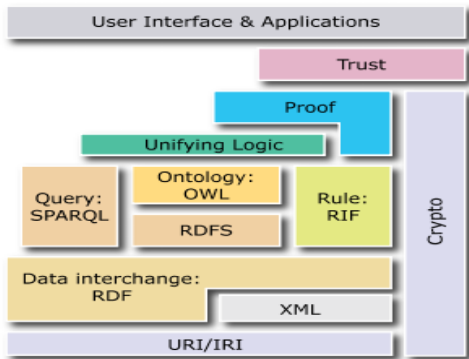 User Interface & Applications
Trust
Proof
Unifying Logic
Query:
SPARQL
Ontology:
OWL
RDFS
Rule:
RIF
Crypto
Data interchange:
RDF
XML
URI/IRI